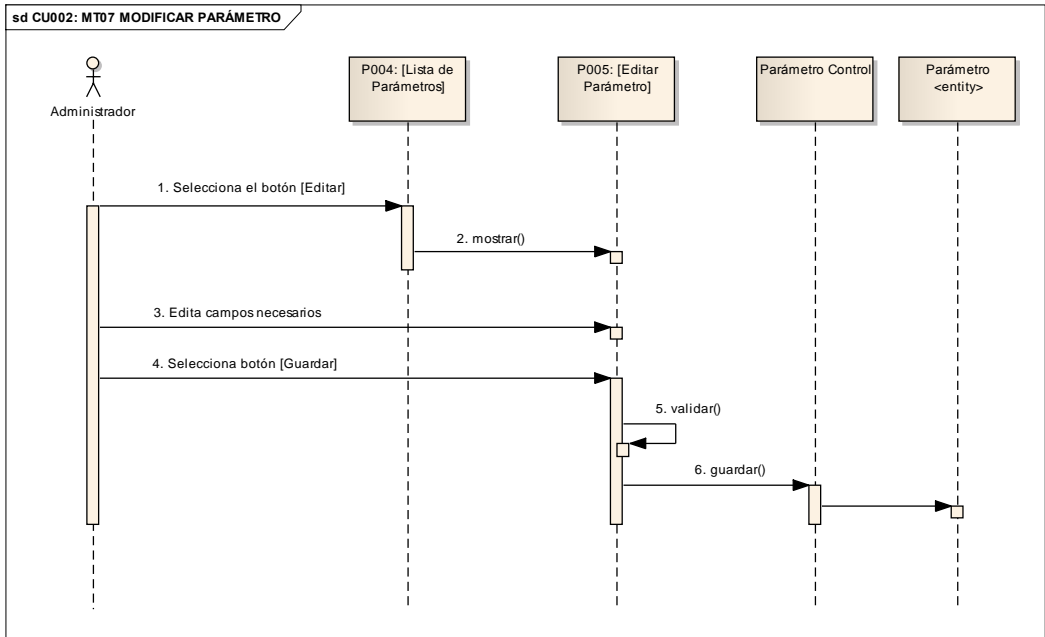 sd CU002: MT07 MODIFICAR PARÁMETRO
Administrador
P004: [Lista de
Parámetros]
P005: [Editar
Parámetro]
Parámetro Control
Parámetro
<entity>
1. Selecciona el botón [Editar]
2. mostrar()
3. Edita campos necesarios
4. Selecciona botón [Guardar]
5. validar()
6. guardar()